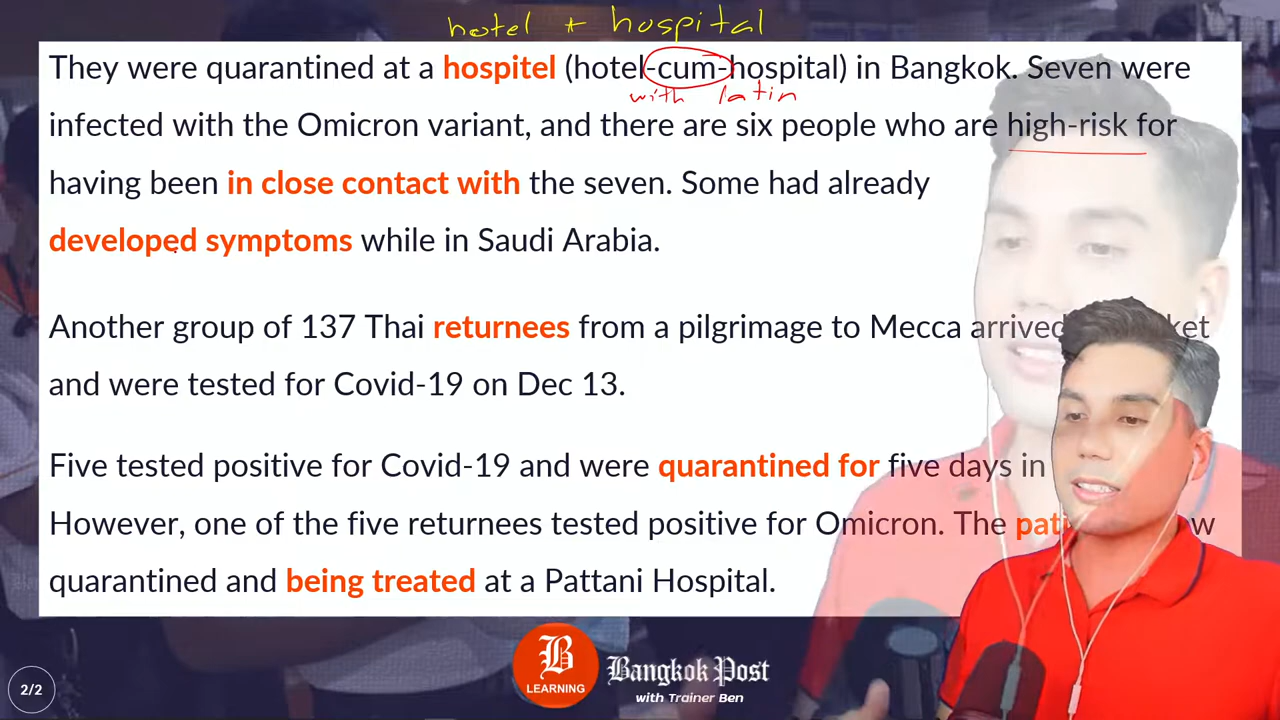 hotel + hospital
They were quarantined at a hospitel (hotel-cum-hospital) in Bangkok. Seven were
with latin
infected with the Omicron variant, and there are six people who are high-risk for
having been in close contact with the seven. Some had already
developed symptoms while in Saudi Arabia.
Another group of 137 Thai returnees from a pilgrimage to Mecca arrived
and were tested for Covid-19 on Dec 13.
Five tested positive for Covid-19 and were quarantined for five days in
However, one of the five returnees tested positive for Omicron. The
quarantined and being treated at a Pattani Hospital.
2/2
B
LEARNING
Bangkok Post
with Trainer Ben